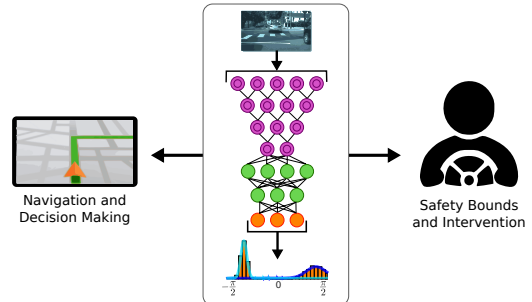 Navigation and
Decision Making
Safety Bounds
and Intervention
-π/2 0 π/2